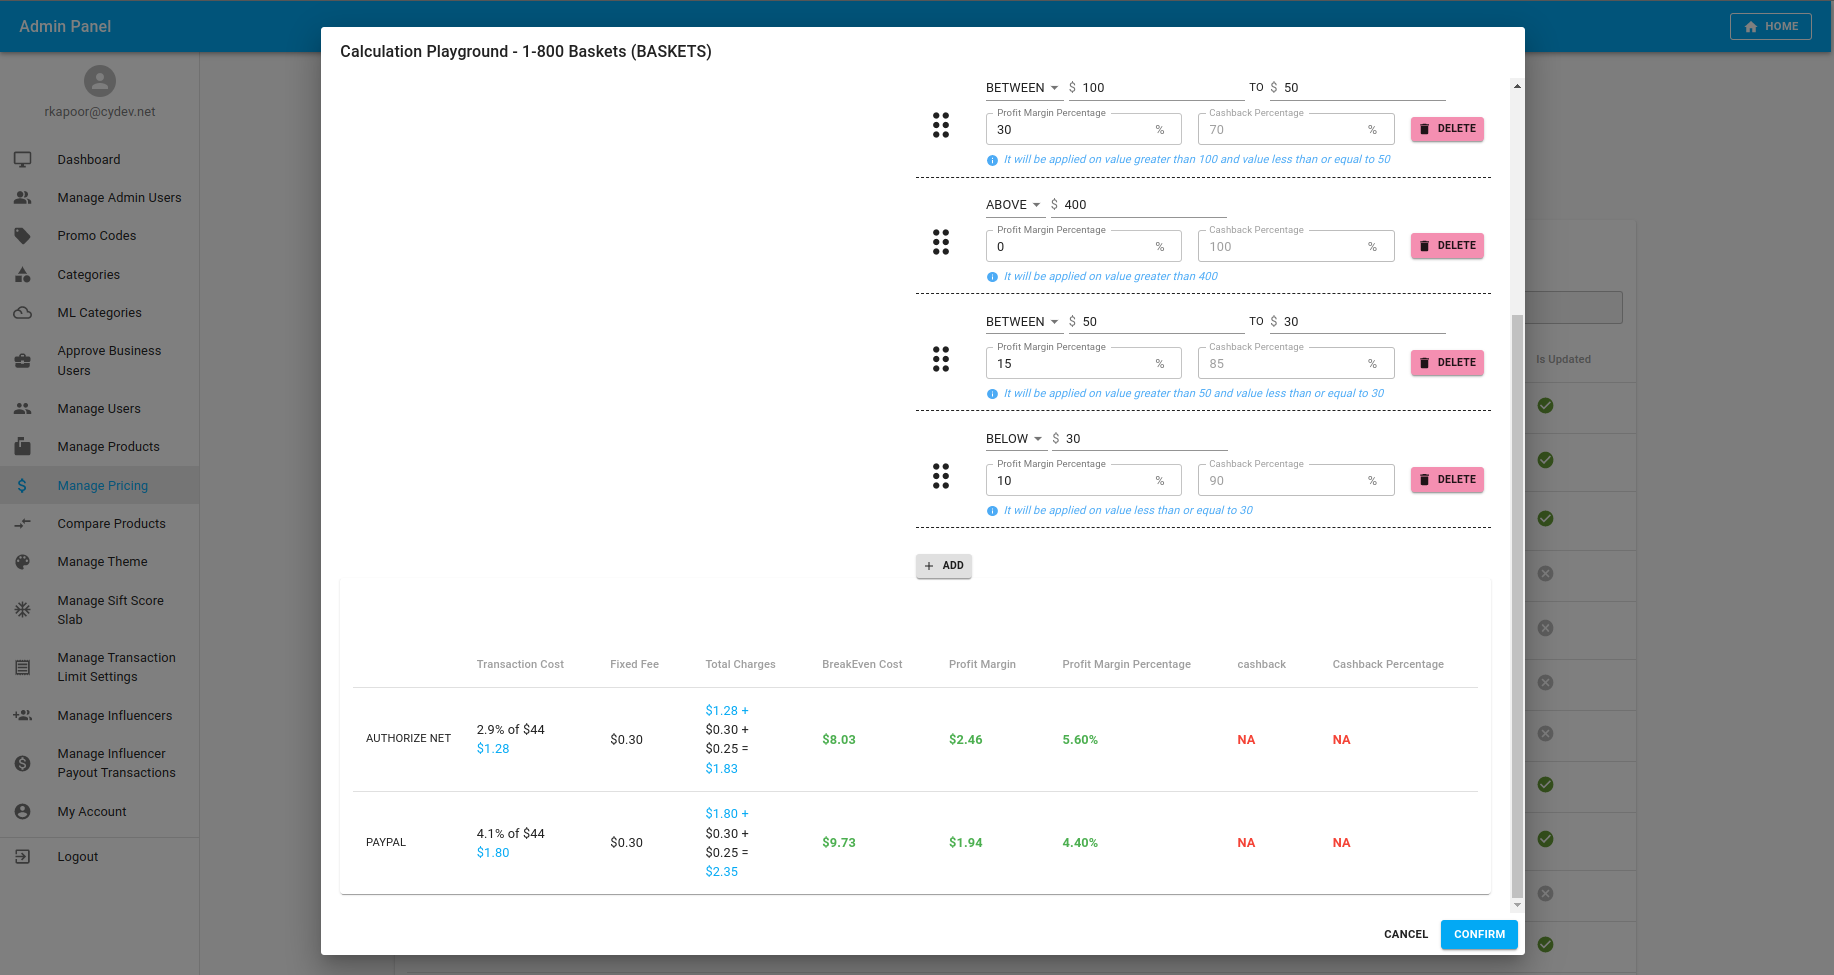 Admin Panel
HOME
rkapoor@cydev.net
Dashboard
Manage Admin Users
Promo Codes
Categories
ML Categories
Approve Business
Users
Manage Users
Manage Products
Manage Pricing
Compare Products
Manage Theme
Manage Sift Score
Slab
Manage Transaction
Limit Settings
Manage Influencers
Manage Influencer
Payout Transactions
My Account
Logout
Calculation Playground - 1-800 Baskets (BASKETS)
BETWEEN $ 100 TO $ 50
Profit Margin Percentage Cashback Percentage
30 % 70 % DELETE
It will be applied on value greater than 100 and value less than or equal to 50
ABOVE $ 400
Profit Margin Percentage Cashback Percentage
0 % 100 % DELETE
It will be applied on value greater than 400
BETWEEN $ 50 TO $ 30
Profit Margin Percentage Cashback Percentage
15 % 85 % DELETE
It will be applied on value greater than 50 and value less than or equal to 30
BELOW $ 30
Profit Margin Percentage Cashback Percentage
10 % 90 % DELETE
It will be applied on value less than or equal to 30
+ ADD
Transaction Cost Fixed Fee Total Charges BreakEven Cost Profit Margin Profit Margin Percentage cashback Cashback Percentage
AUTHORIZE NET
2.9% of $44
$1.28
$0.30
$1.28 +
$0.30 +
$0.25 =
$1.83
$8.03
$2.46
5.60%
NA
NA
PAYPAL
4.1% of $44
$1.80
$0.30
$1.80 +
$0.30 +
$0.25 =
$2.35
$9.73
$1.94
4.40%
NA
NA
CANCEL
CONFIRM
Is Updated